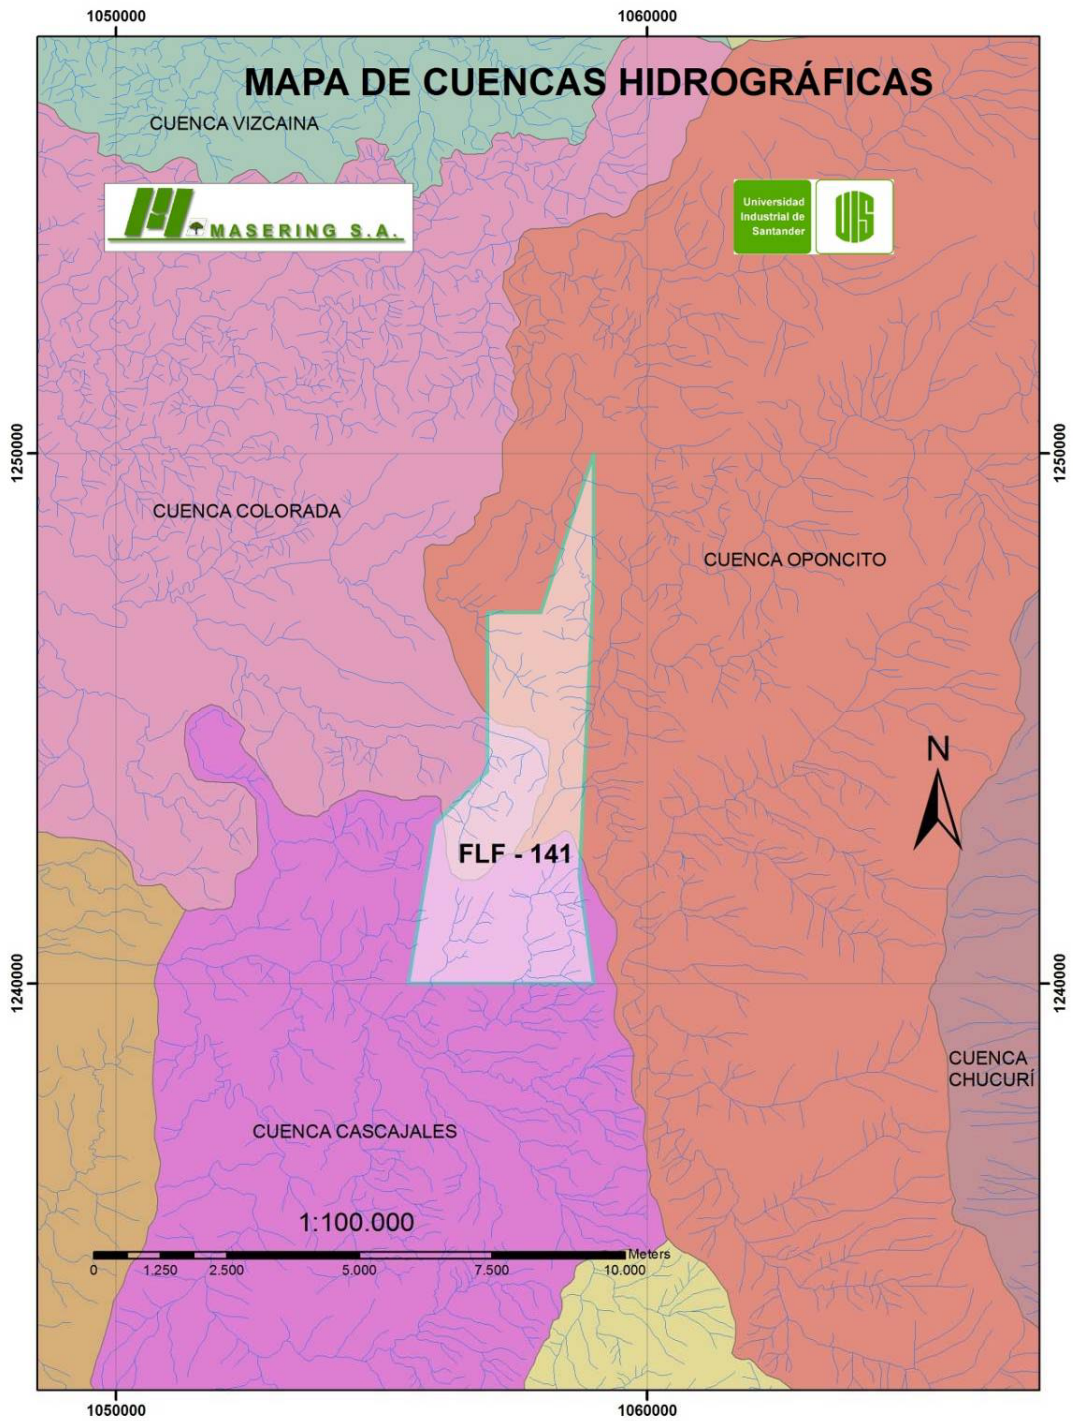 1050000
1060000
MAPA DE CUENCAS HIDROGRÁFICAS
CUENCA VIZCAINA
MASERING S.A.
Universidad
Industrial de
Santander
UIS
1250000
1250000
CUENCA COLORADA
CUENCA OPONCITO
N
FLF - 141
1240000
1240000
CUENCA
CHUCURÍ
CUENCA CASCAJALES
1:100.000
Meters
0
1.250
2.500
5.000
7.500
10.000
1050000
1060000